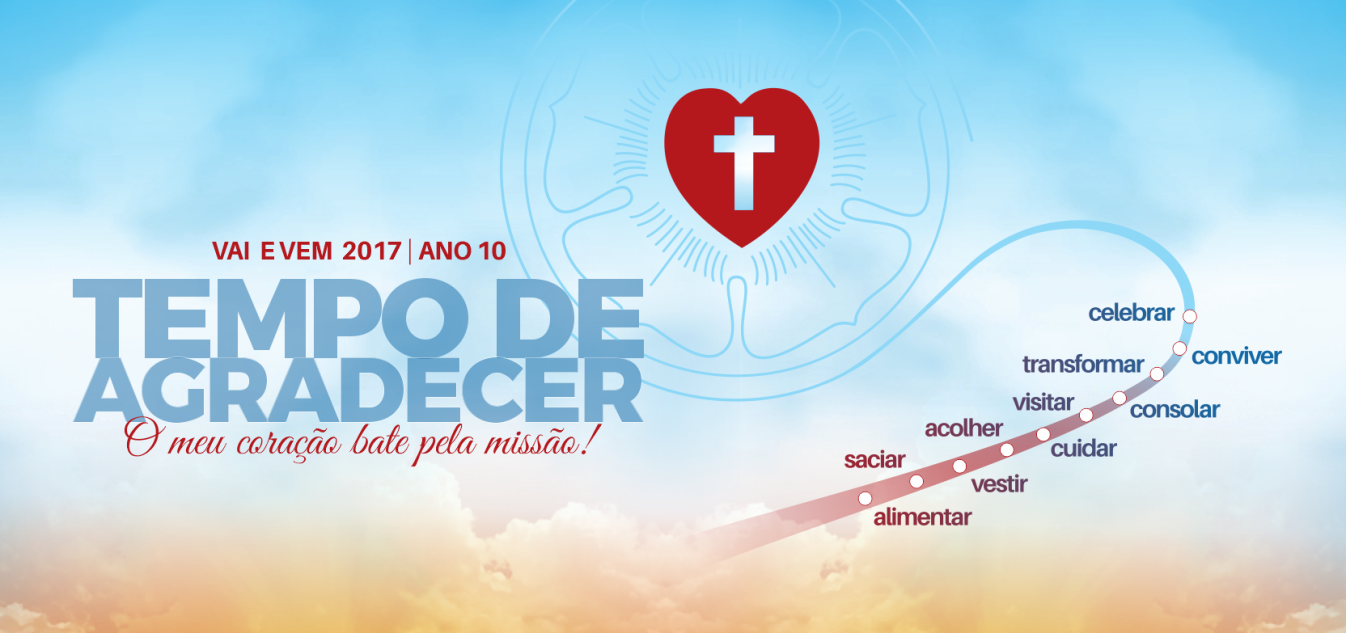 VAI E VEM 2017 | ANO 10
TEMPO DE
AGRADECER
O meu coração bate pela missão!
celebrar
conviver
transformar
consolar
visitar
cuidar
acolher
vestir
saciar
alimentar